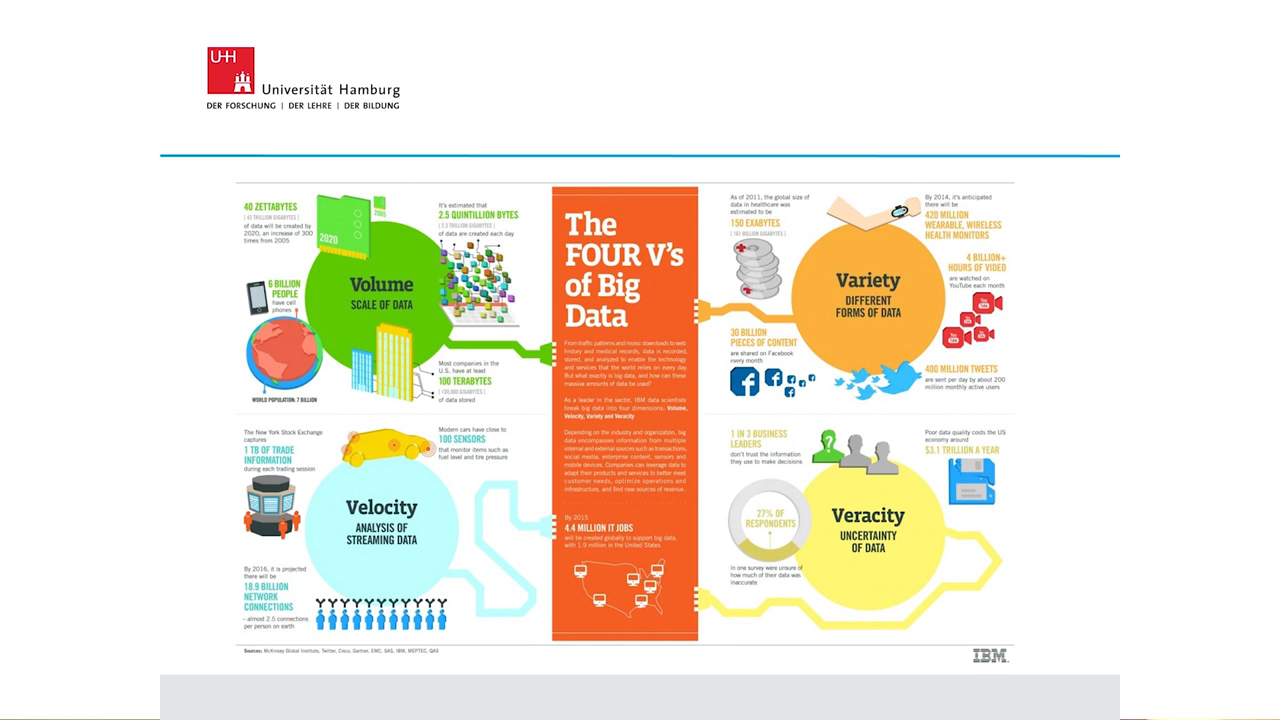 UHH
Universität Hamburg
DER FORSCHUNG | DER LEHRE | DER BILDUNG
40 ZETTABYTES
[ 43 TRILLION GIGABYTES ]
of data will be created by
2020, an increase of 300
times from 2005
2005
2020
It's estimated that
2.5 QUINTILLION BYTES
[ 2.3 TRILLION GIGABYTES ]
of data are created each day
6 BILLION
PEOPLE
have cell
phones
WORLD POPULATION: 7 BILLION
Volume
SCALE OF DATA
Most companies in the
U.S. have at least
100 TERABYTES
[ 100,000 GIGABYTES ]
of data stored
The New York Stock Exchange
captures
1 TB OF TRADE
INFORMATION
during each trading session
Modern cars have close to
100 SENSORS
that monitor items such as
fuel level and tire pressure
Velocity
ANALYSIS OF
STREAMING DATA
By 2016, it is projected
there will be
18.9 BILLION
NETWORK
CONNECTIONS
– almost 2.5 connections
per person on earth
The
FOUR V's
of Big
Data
From traffic patterns and music downloads to web
history and medical records, data is recorded,
stored, and analyzed to enable the technology
and services that the world relies on every day.
But what exactly is big data, and how can these
massive amounts of data be used?
As a leader in the sector, IBM data scientists
break big data into four dimensions: Volume,
Velocity, Variety and Veracity
Depending on the industry and organization, big
data encompasses information from multiple
internal and external sources such as transactions,
social media, enterprise content, sensors and
mobile devices. Companies can leverage data to
adapt their products and services to better meet
customer needs, optimize operations and
infrastructure, and find new sources of revenue.
By 2015
4.4 MILLION IT JOBS
will be created globally to support big data,
with 1.9 million in the United States
As of 2011, the global size of
data in healthcare was
estimated to be
150 EXABYTES
[ 161 BILLION GIGABYTES ]
By 2014, it's anticipated
there will be
420 MILLION
WEARABLE, WIRELESS
HEALTH MONITORS
4 BILLION+
HOURS OF VIDEO
are watched on
YouTube each month
You Tube
Variety
DIFFERENT
FORMS OF DATA
30 BILLION
PIECES OF CONTENT
are shared on Facebook
every month
400 MILLION TWEETS
are sent per day by about 200
million monthly active users
1 IN 3 BUSINESS
LEADERS
don't trust the information
they use to make decisions
Poor data quality costs the US
economy around
$3.1 TRILLION A YEAR
27% OF
RESPONDENTS
in one survey were unsure of
how much of their data was
inaccurate
Veracity
UNCERTAINTY
OF DATA
Sources: McKinsey Global Institute, Twitter, Cisco, Gartner, EMC, SAS, IBM, MEPTEC, QAS
IBM.